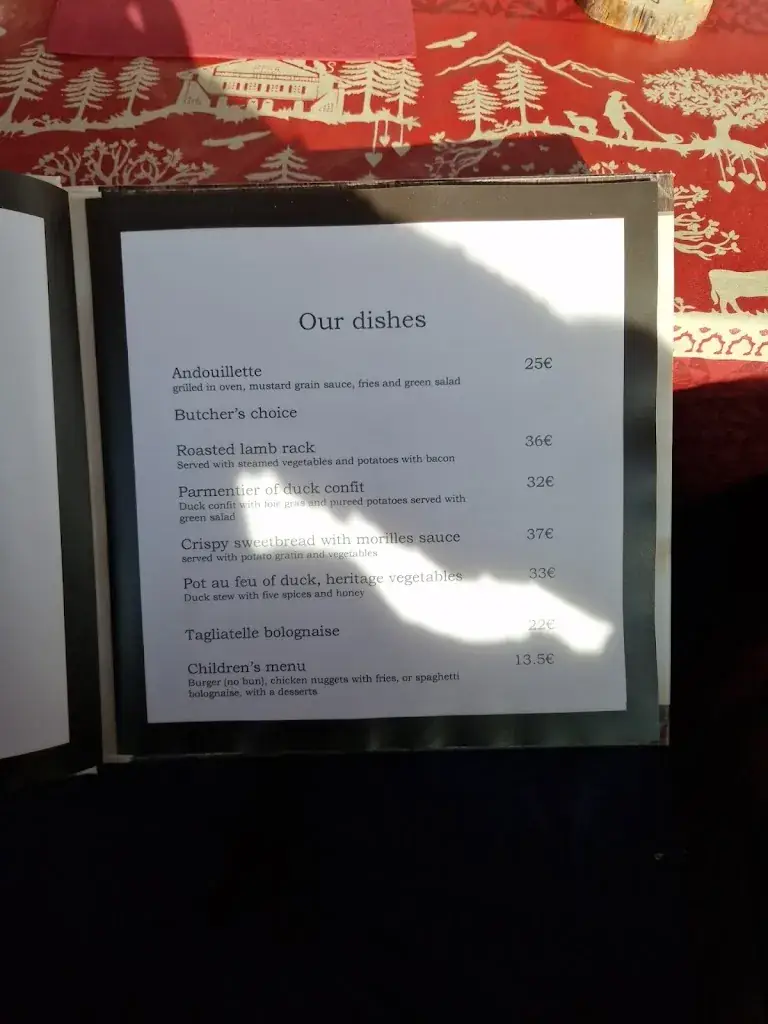 Our dishes
Andouillette 25€
grilled in oven, mustard grain sauce, fries and green salad
Butcher's choice
Roasted lamb rack 36€
Served with steamed vegetables and potatoes with bacon
Parmentier of duck confit 32€
Duck confit with foie gras and pureed potatoes served with
green salad
Crispy sweetbread with morilles sauce 37€
served with potato gratin and vegetables
Pot au feu of duck, heritage vegetables 33€
Duck stew with five spices and honey
Tagliatelle bolognaise 22€
Children's menu 13.5€
Burger (no bun), chicken nuggets with fries, or spaghetti
bolognaise, with a desserts